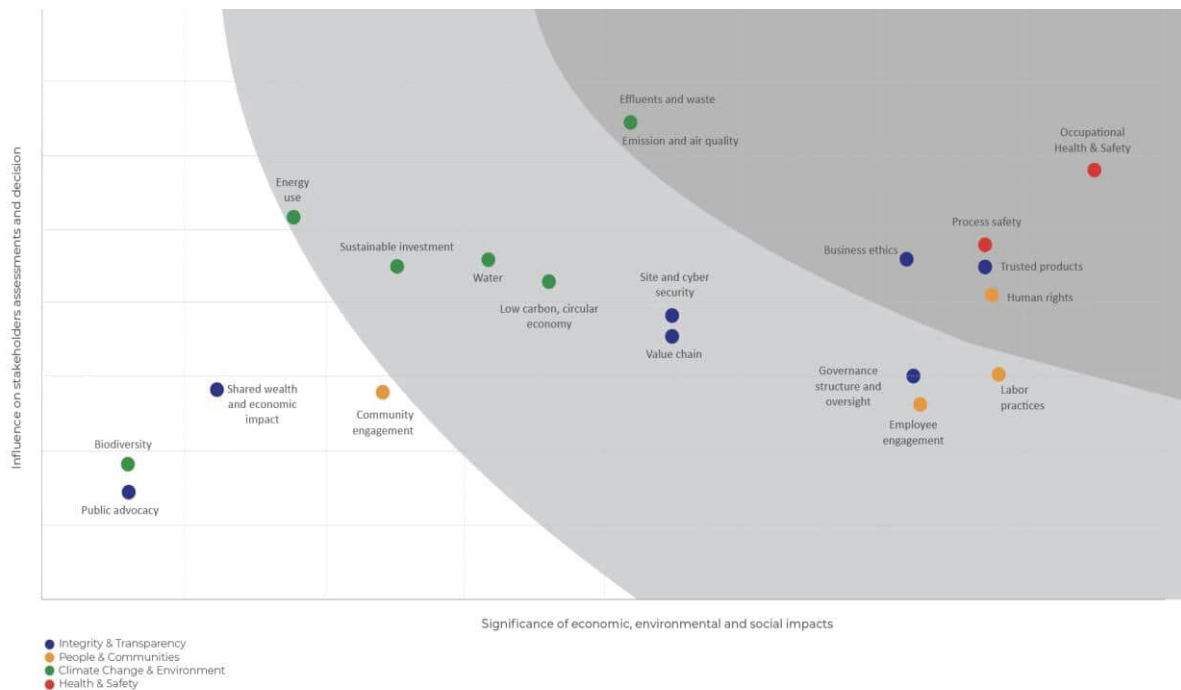 Influence on stakeholders assessments and decision
Effluents and waste
Emission and air quality
Occupational
Health & Safety
Energy
use
Process safety
Business ethics
Sustainable investment
Trusted products
Water
Site and cyber
security
Human rights
Low carbon, circular
economy
Value chain
Governance
structure and
oversight
Shared wealth
and economic
impact
Labor
practices
Community
engagement
Employee
engagement
Biodiversity
Public advocacy
Significance of economic, environmental and social impacts
Integrity & Transparency
People & Communities
Climate Change & Environment
Health & Safety